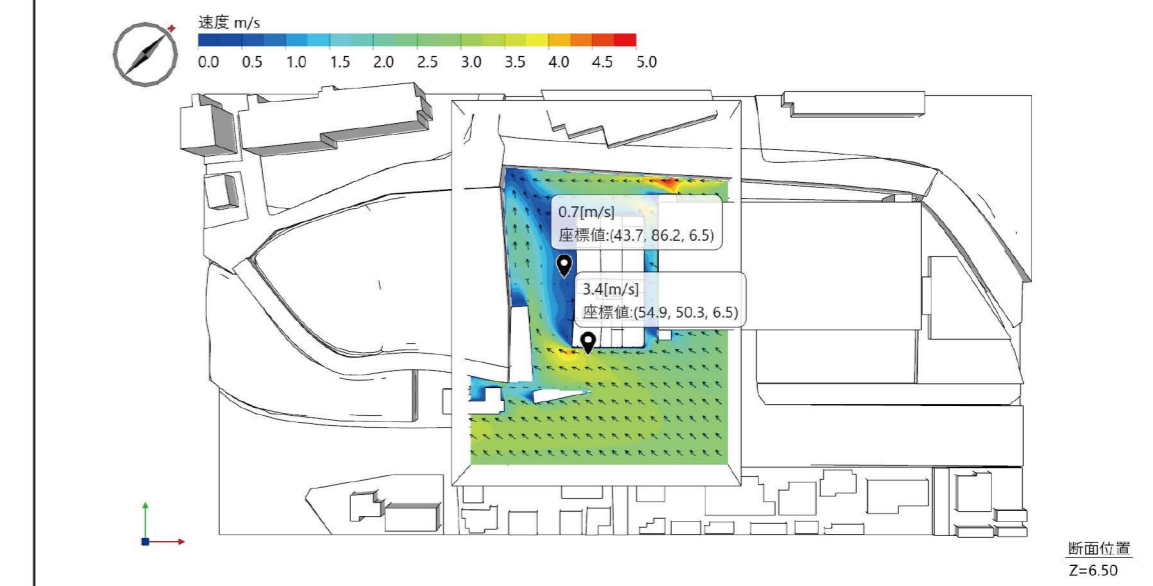 速度 m/s
0.0 0.5 1.0 1.5 2.0 2.5 3.0 3.5 4.0 4.5 5.0
0.7[m/s]
座標値:(43.7, 86.2, 6.5)
3.4[m/s]
座標値:(54.9, 50.3, 6.5)
断面位置
Z=6.50